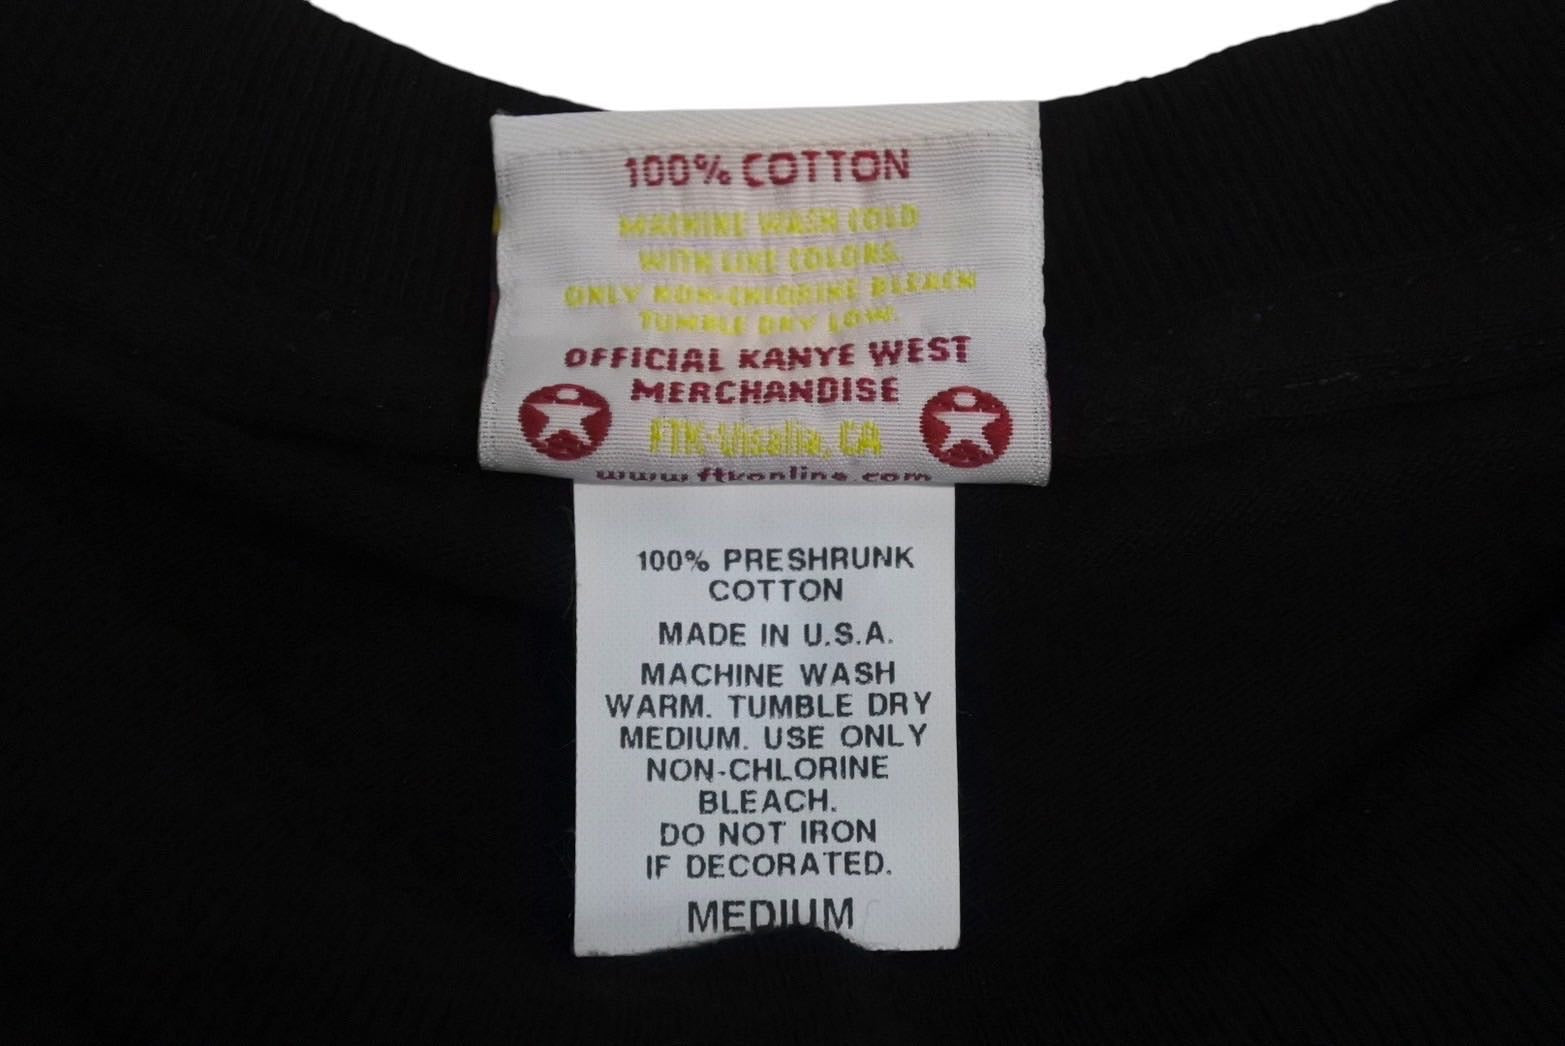 100% COTTON
MACHINE WASH COLD
WITH LIKE COLORS.
ONLY NON-CHLORINE BLEACH
TUMBLE DRY LOW.
OFFICIAL KANYE WEST
MERCHANDISE
FTK-Visalia, CA
www.ftkonline.com
100% PRESHRUNK
COTTON
MADE IN U.S.A.
MACHINE WASH
WARM. TUMBLE DRY
MEDIUM. USE ONLY
NON-CHLORINE
BLEACH.
DO NOT IRON
IF DECORATED.
MEDIUM